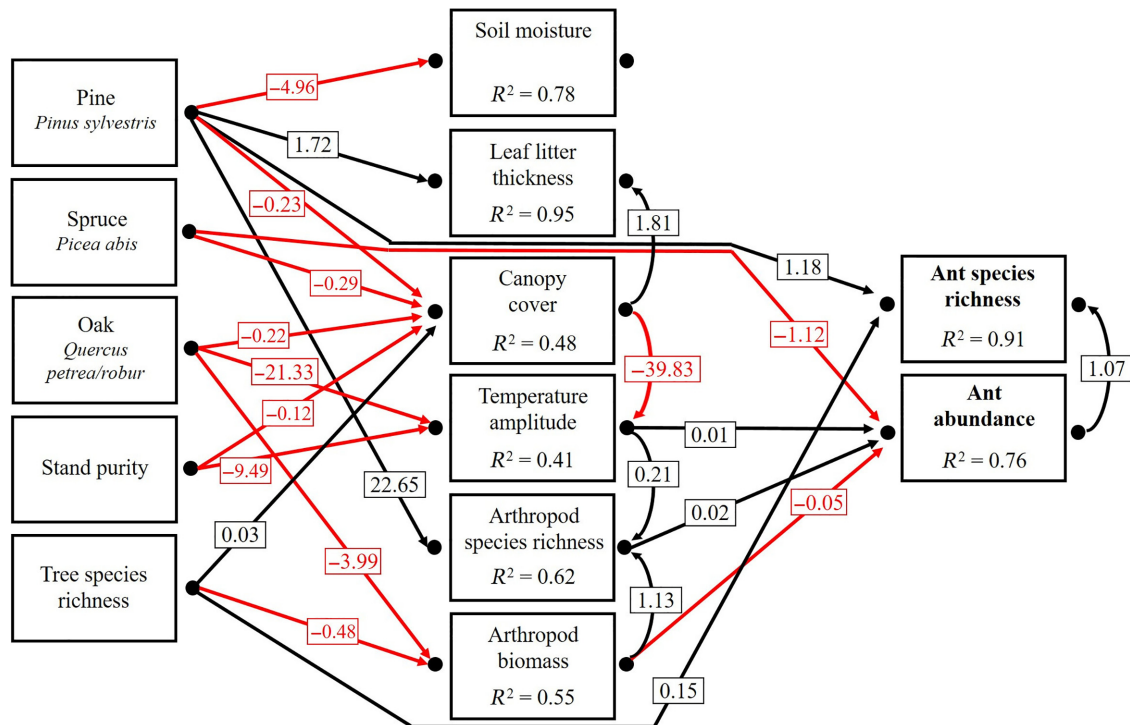 Pine
Pinus sylvestris
Spruce
Picea abis
Oak
Quercus
petrea/robur
Stand purity
Tree species
richness
−4.96
1.72
−0.23
−0.29
−0.22
−21.33
−0.12
−9.49
22.65
0.03
−3.99
−0.48
Soil moisture
R² = 0.78
Leaf litter
thickness
R² = 0.95
Canopy
cover
R² = 0.48
Temperature
amplitude
R² = 0.41
Arthropod
species richness
R² = 0.62
Arthropod
biomass
R² = 0.55
1.81
−39.83
0.21
1.13
1.18
−1.12
0.01
0.02
−0.05
0.15
Ant species
richness
R² = 0.91
Ant
abundance
R² = 0.76
1.07